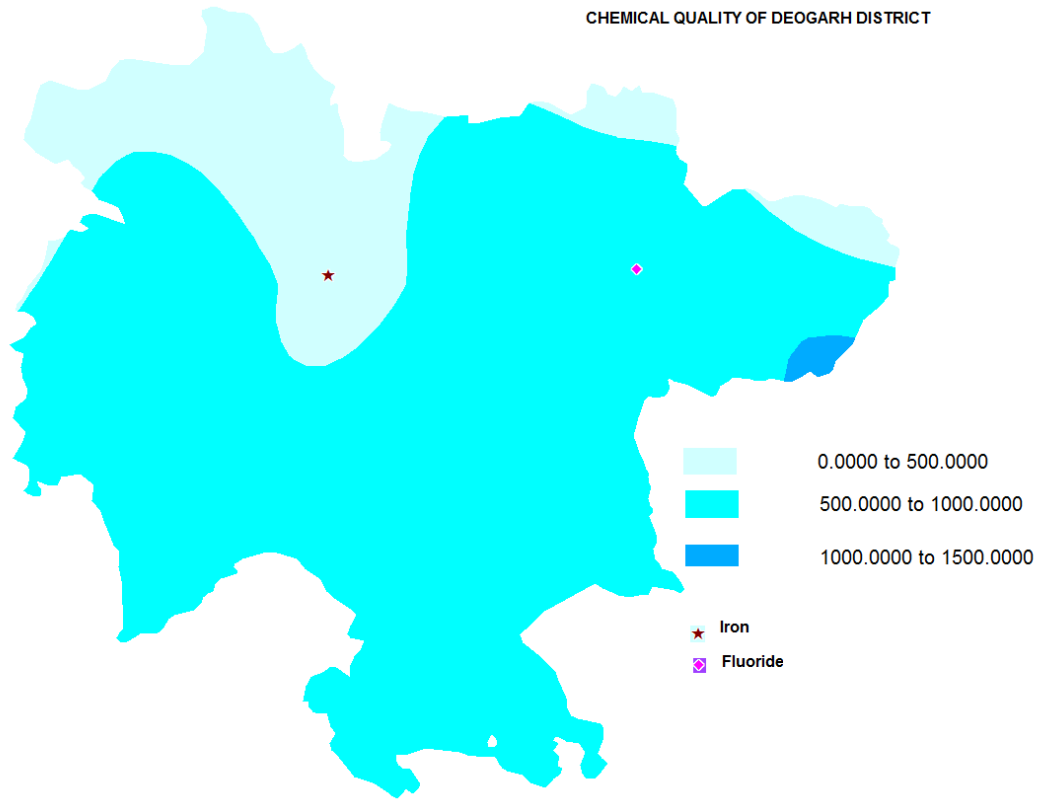 CHEMICAL QUALITY OF DEOGARH DISTRICT
0.0000 to 500.0000
500.0000 to 1000.0000
1000.0000 to 1500.0000
Iron
Fluoride